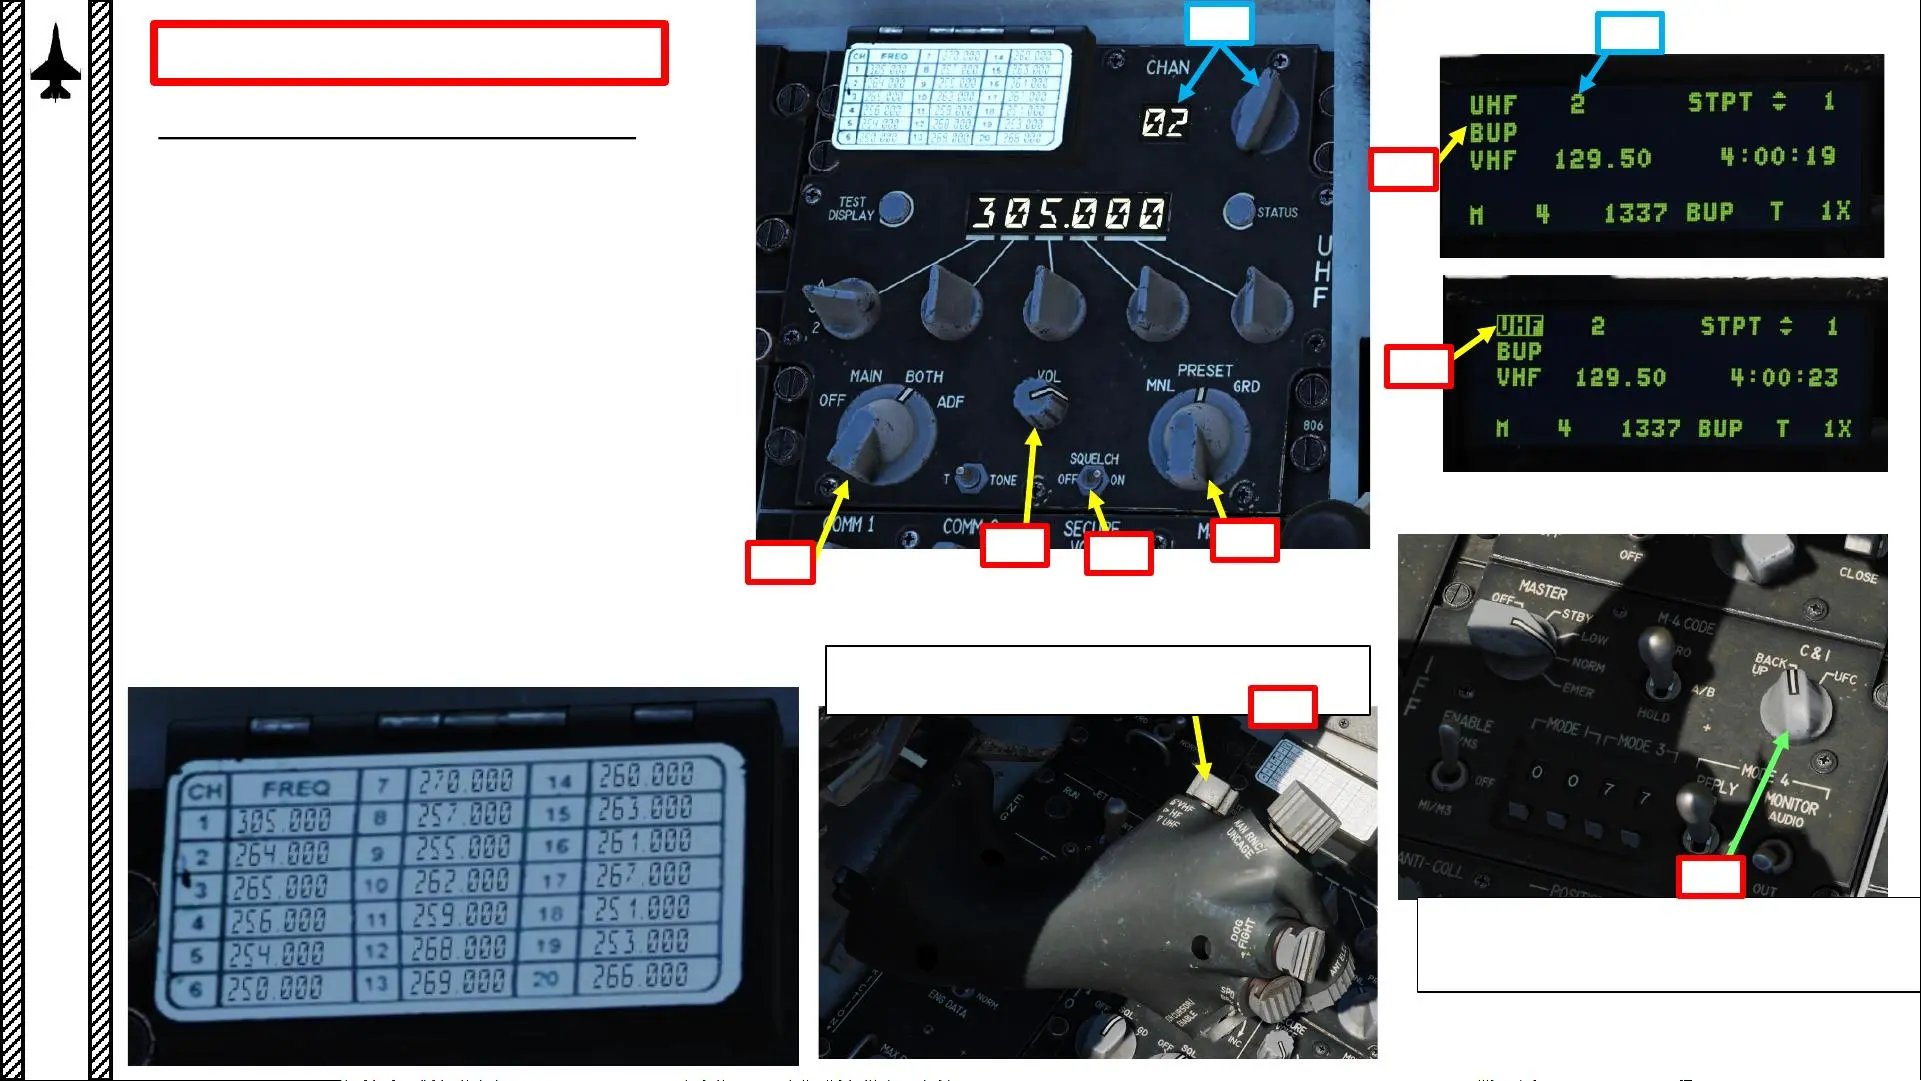 CHAN
02
TEST DISPLAY
305.000
STATUS
UHF
2
MAIN BOTH
OFF ADF
VOL
PRESET
MNL GRD
806
T TONE
SQUELCH
OFF ON
COMM 1
UHF 2 STPT 1
BUP
VHF 129.50 4:00:19
M 4 1337 BUP T 1X
UHF 2 STPT 1
BUP
VHF 129.50 4:00:23
M 4 1337 BUP T 1X
CH FREQ 7 270.000 14 260.000
1 305.000 8 257.000 15 263.000
2 264.000 9 255.000 16 261.000
3 265.000 10 262.000 17 267.000
4 256.000 11 259.000 18 251.000
5 254.000 12 268.000 19 253.000
6 250.000 13 269.000 20 266.000
RUN
VHF
UHF
MAN RNG/
UNCAGE
DOG
FIGHT
ENG DATA
NORM
OFF
CLOSE
MASTER
OFF STBY
LOW
NORM
EMER
M-4 CODE
A/B
HOLD
C & I
BACK UP UFC
IFF
ENABLE
OFF
M1/M3
MODE 1 MODE 3
0 0 7 7
MODE 4
REPLY
MONITOR
AUDIO
OUT
ANTI-COLL